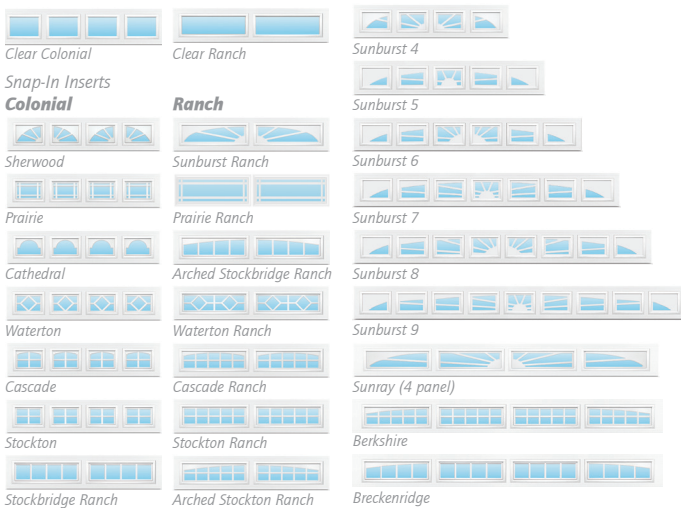 Clear Colonial
Snap-In Inserts
Colonial
Sherwood
Prairie
Cathedral
Waterton
Cascade
Stockton
Stockbridge Ranch
Clear Ranch
Ranch
Sunburst Ranch
Prairie Ranch
Arched Stockbridge Ranch
Waterton Ranch
Cascade Ranch
Stockton Ranch
Arched Stockton Ranch
Sunburst 4
Sunburst 5
Sunburst 6
Sunburst 7
Sunburst 8
Sunburst 9
Sunray (4 panel)
Berkshire
Breckenridge